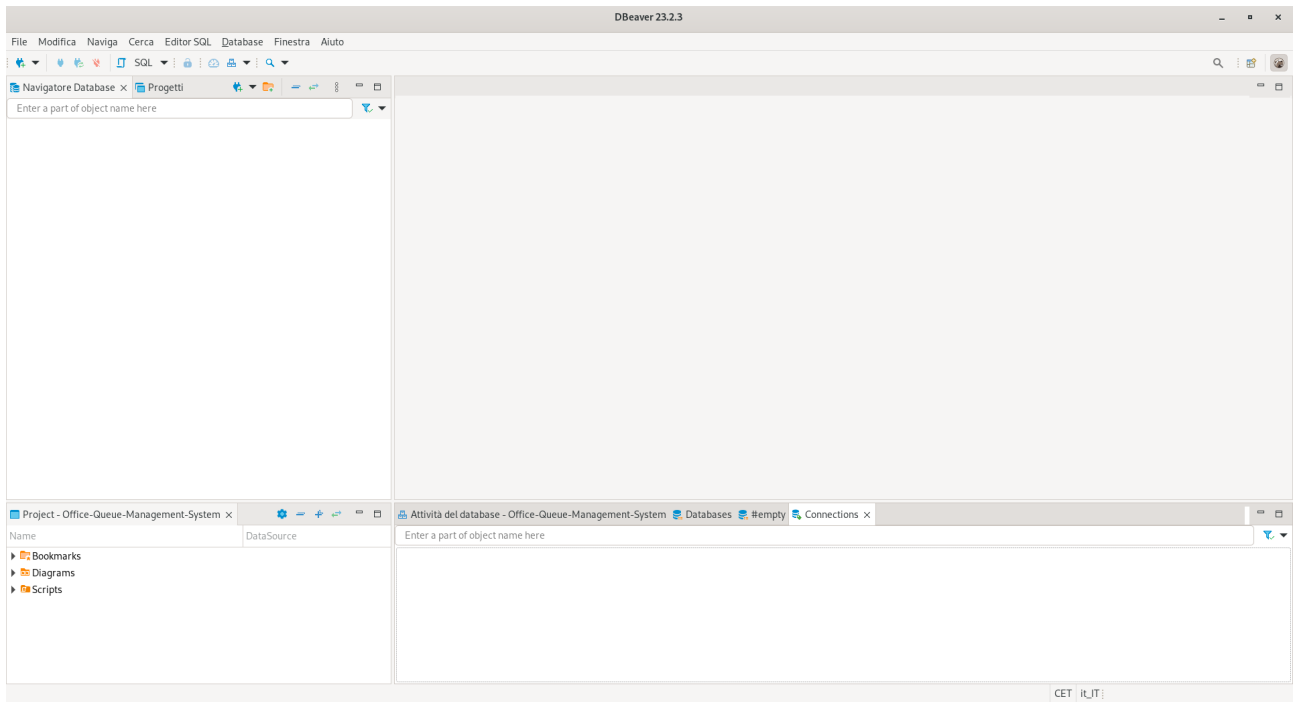 DBeaver 23.2.3
File Modifica Naviga Cerca Editor SQL Database Finestra Aiuto
SQL
Navigatore Database Progetti
Enter a part of object name here
Project - Office-Queue-Management-System
Name DataSource
Bookmarks
Diagrams
Scripts
Attività del database - Office-Queue-Management-System Databases #empty Connections
Enter a part of object name here
CET it_IT